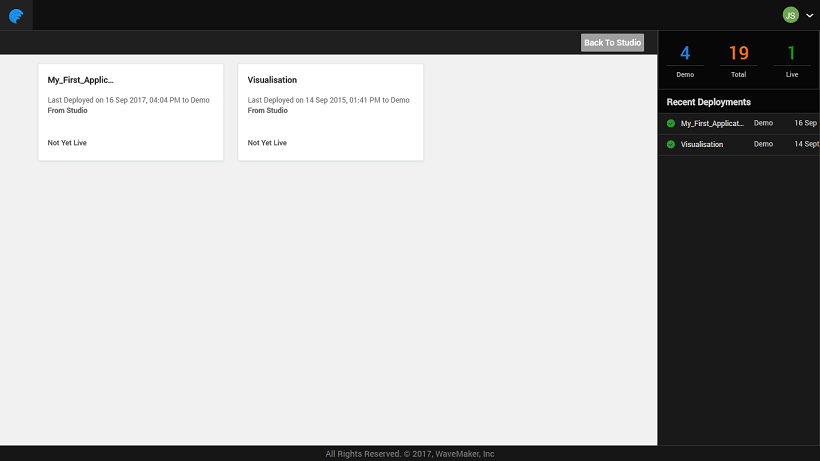 JS
Back To Studio
My_First_Applic...
Last Deployed on 16 Sep 2017, 04:04 PM to Demo
From Studio
Not Yet Live
Visualisation
Last Deployed on 14 Sep 2015, 01:41 PM to Demo
From Studio
Not Yet Live
4
Demo
19
Total
1
Live
Recent Deployments
My_First_Applicat... Demo 16 Sep
Visualisation Demo 14 Sept
All Rights Reserved. © 2017, WaveMaker, Inc